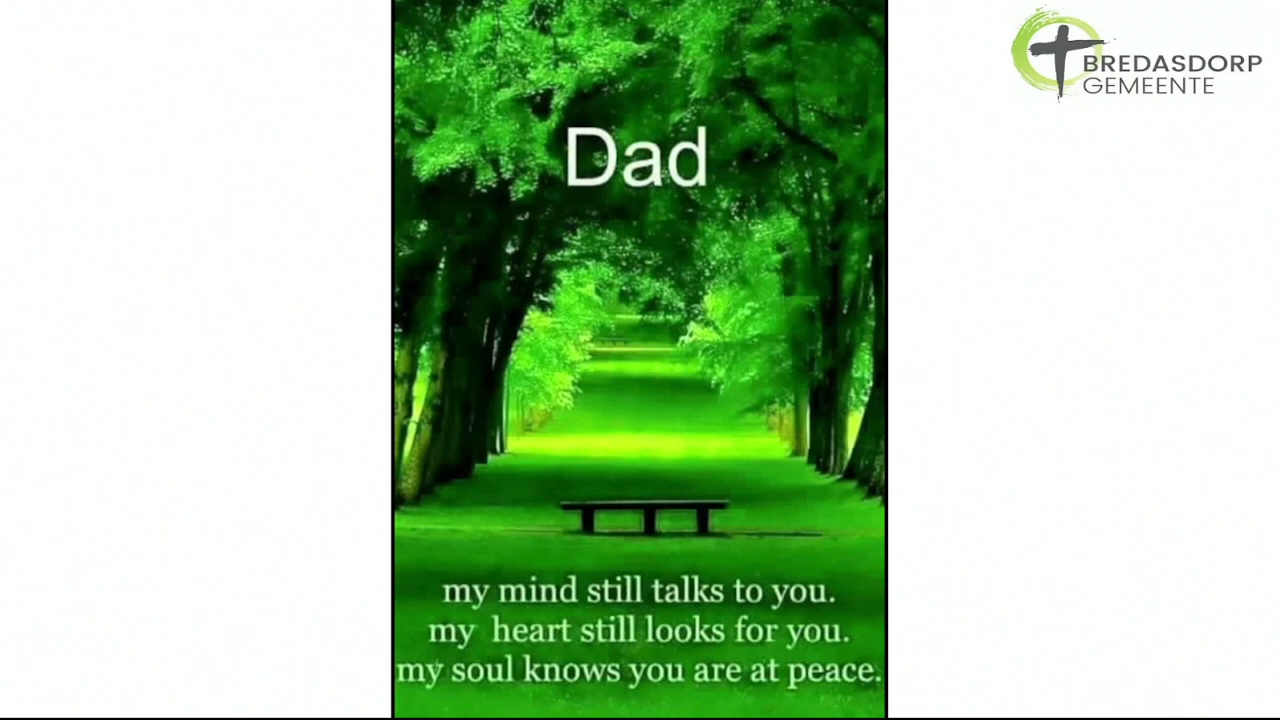 BREDASDORP
GEMEENTE
Dad
my mind still talks to you.
my heart still looks for you.
my soul knows you are at peace.